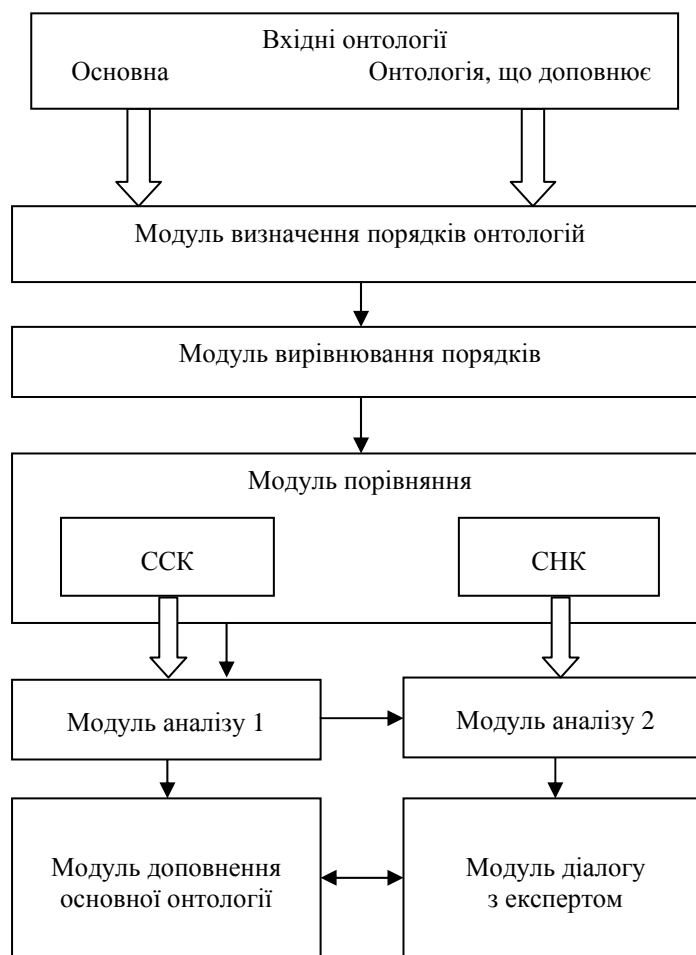 Вхідні онтології
Основна Онтологія, що доповнює
Модуль визначення порядків онтологій
Модуль вирівнювання порядків
Модуль порівняння
ССК СНК
Модуль аналізу 1 Модуль аналізу 2
Модуль доповнення
основної онтології
Модуль діалогу
з експертом